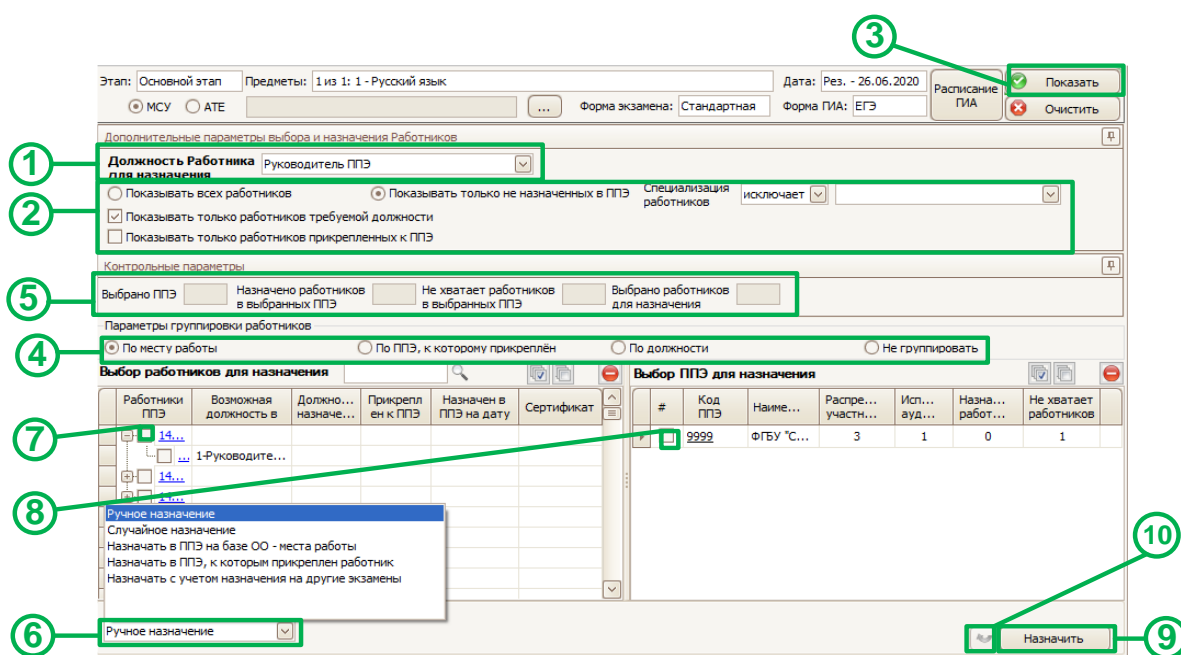 3
Этап: Основной этап Предметы: 1 из 1: 1 - Русский язык Дата: Рез. - 26.06.2020 Расписание ГИА Показать
МСУ АТЕ ... Форма экзамена: Стандартная Форма ГИА: ЕГЭ Очистить
Дополнительные параметры выбора и назначения Работников
1 Должность Работника для назначения Руководитель ППЭ
2 Показывать всех работников Показывать только не назначенных в ППЭ Специализация работников исключает
Показывать только работников требуемой должности
Показывать только работников прикрепленных к ППЭ
Контрольные параметры
5 Выбрано ППЭ Назначено работников в выбранных ППЭ Не хватает работников в выбранных ППЭ Выбрано работников для назначения
Параметры группировки работников
4 По месту работы По ППЭ, к которому прикреплён По должности Не группировать
Выбор работников для назначения Выбор ППЭ для назначения
Работники ППЭ Возможная должность в Должно... назначе... Прикрепл ен к ППЭ Назначен в ППЭ на дату Сертификат # Код ППЭ Наиме... Распре... участн... Исп... ауд... Назна... работ... Не хватает работников
7 14... 9999 ФГБУ "С... 3 1 0 1
... 1-Руководите...
14...
14...
8 Ручное назначение
Случайное назначение
Назначать в ППЭ на базе ОО - места работы
Назначать в ППЭ, к которым прикреплен работник
Назначать с учетом назначения на другие экзамены
10
6 Ручное назначение Назначить 9